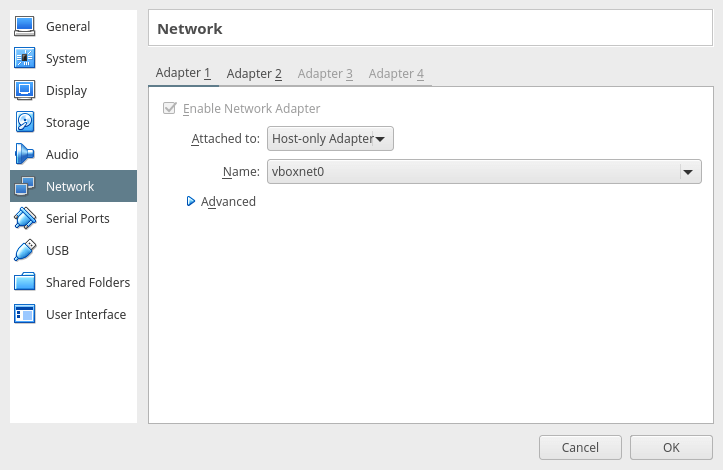 General
System
Display
Storage
Audio
Network
Serial Ports
USB
Shared Folders
User Interface
Network
Adapter 1 Adapter 2 Adapter 3 Adapter 4
Enable Network Adapter
Attached to: Host-only Adapter
Name: vboxnet0
Advanced
Cancel OK